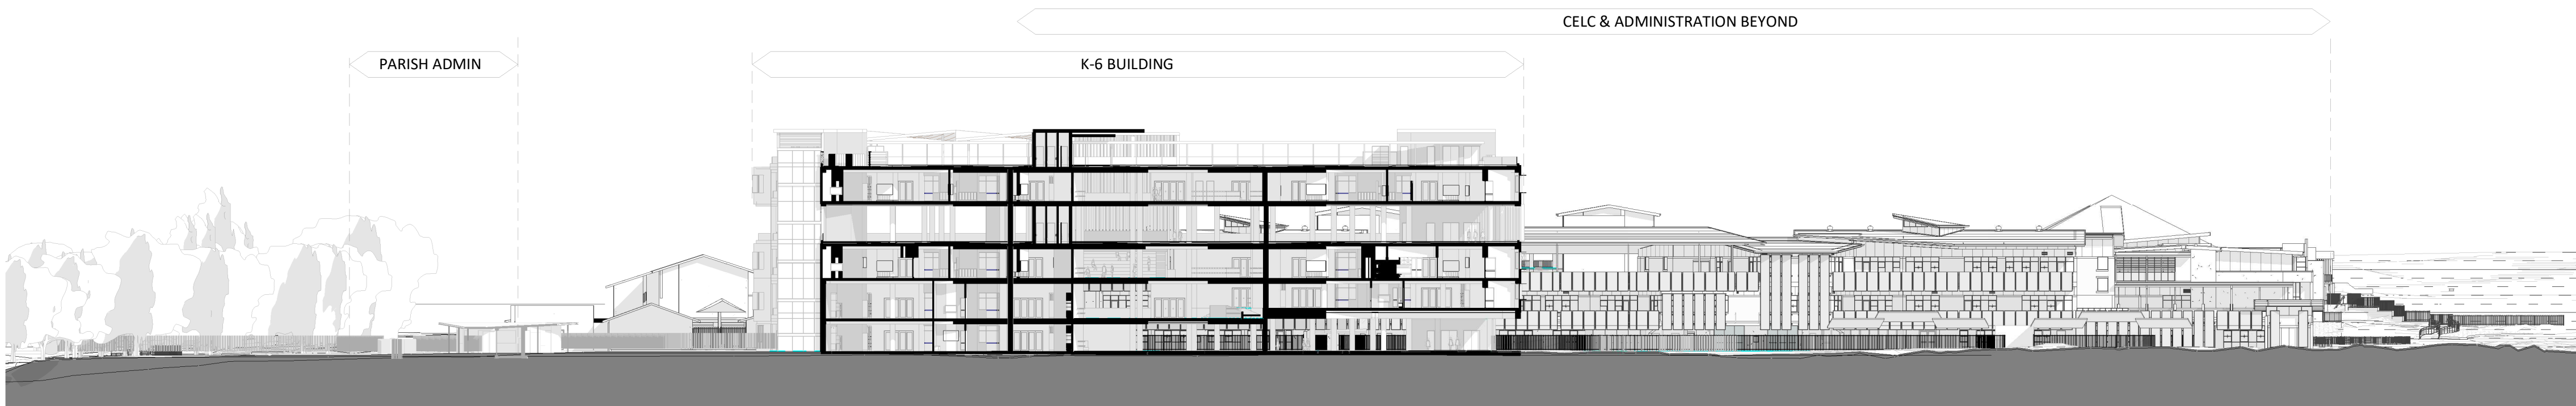 CELC & ADMINISTRATION BEYOND
PARISH ADMIN
K-6 BUILDING